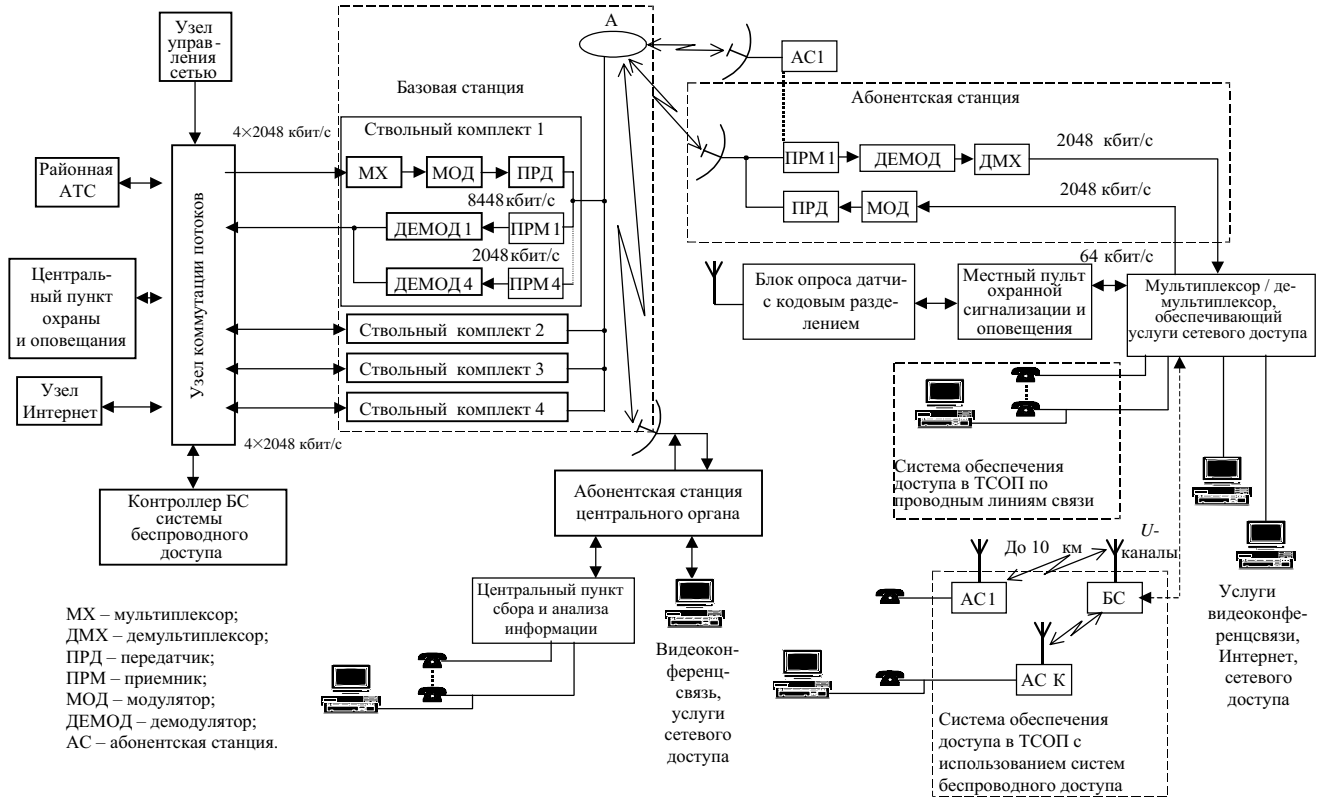 Узел
управ-
ления
сетью
А
АС1
Базовая станция
Абонентская станция
4×2048 кбит/с
Ствольный комплект 1
МХ
МОД
ПРД
8448 кбит/с
ДЕМОД 1
ПРМ 1
2048 кбит/с
ДЕМОД 4
ПРМ 4
Ствольный комплект 2
Ствольный комплект 3
Ствольный комплект 4
4×2048 кбит/с
Районная
АТС
Централь-
ный пункт
охраны
и оповещания
Узел
Интернет
Узел коммутации потоков
Контроллер БС
системы
беспроводного
доступа
ПРМ 1
ДЕМОД
ДМХ
2048 кбит/с
ПРД
МОД
2048 кбит/с
64 кбит/с
Блок опроса датчи-
с кодовым разде-
лением
Местный пульт
охранной
сигнализации и
оповещения
Мультиплексор / де-
мультиплексор,
обеспечивающий
услуги сетевого доступа
Система обеспечения
доступа в ТСОП по
проводным линиям связи
Абонентская станция
центрального органа
Центральный пункт
сбора и анализа
информации
Видеокон-
ференц-
связь,
услуги
сетевого
доступа
До 10 км
U-
каналы
АС1
БС
АС К
Система обеспечения
доступа в ТСОП с
использованием систем
беспроводного доступа
Услуги
видеоконфе-
ренцсвязи,
Интернет,
сетевого
доступа
МХ – мультиплексор;
ДМХ – демультиплексор;
ПРД – передатчик;
ПРМ – приемник;
МОД – модулятор;
ДЕМОД – демодулятор;
АС – абонентская станция.